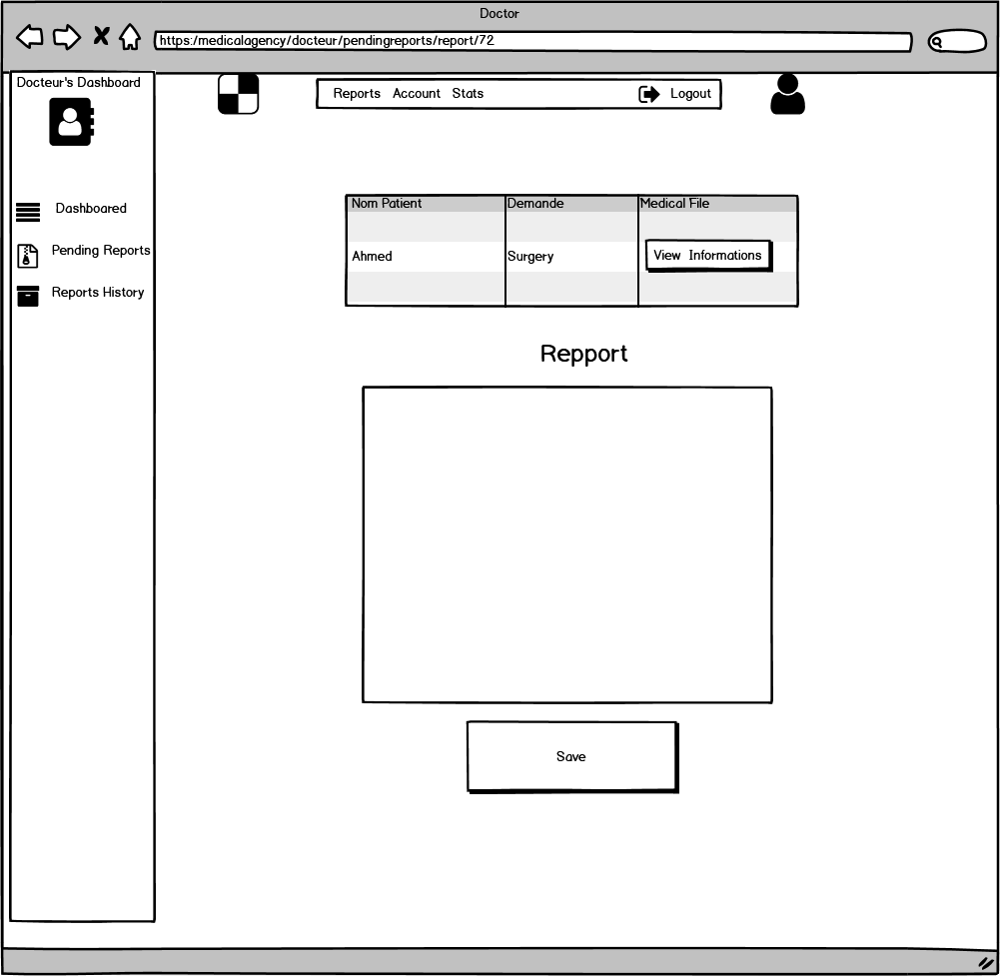 Doctor
https:/medicalagency/docteur/pendingreports/report/72
Docteur's Dashboard
Reports Account Stats Logout
Dashboared
Pending Reports
Reports History
Nom Patient Demande Medical File
Ahmed Surgery View Informations
Repport
Save